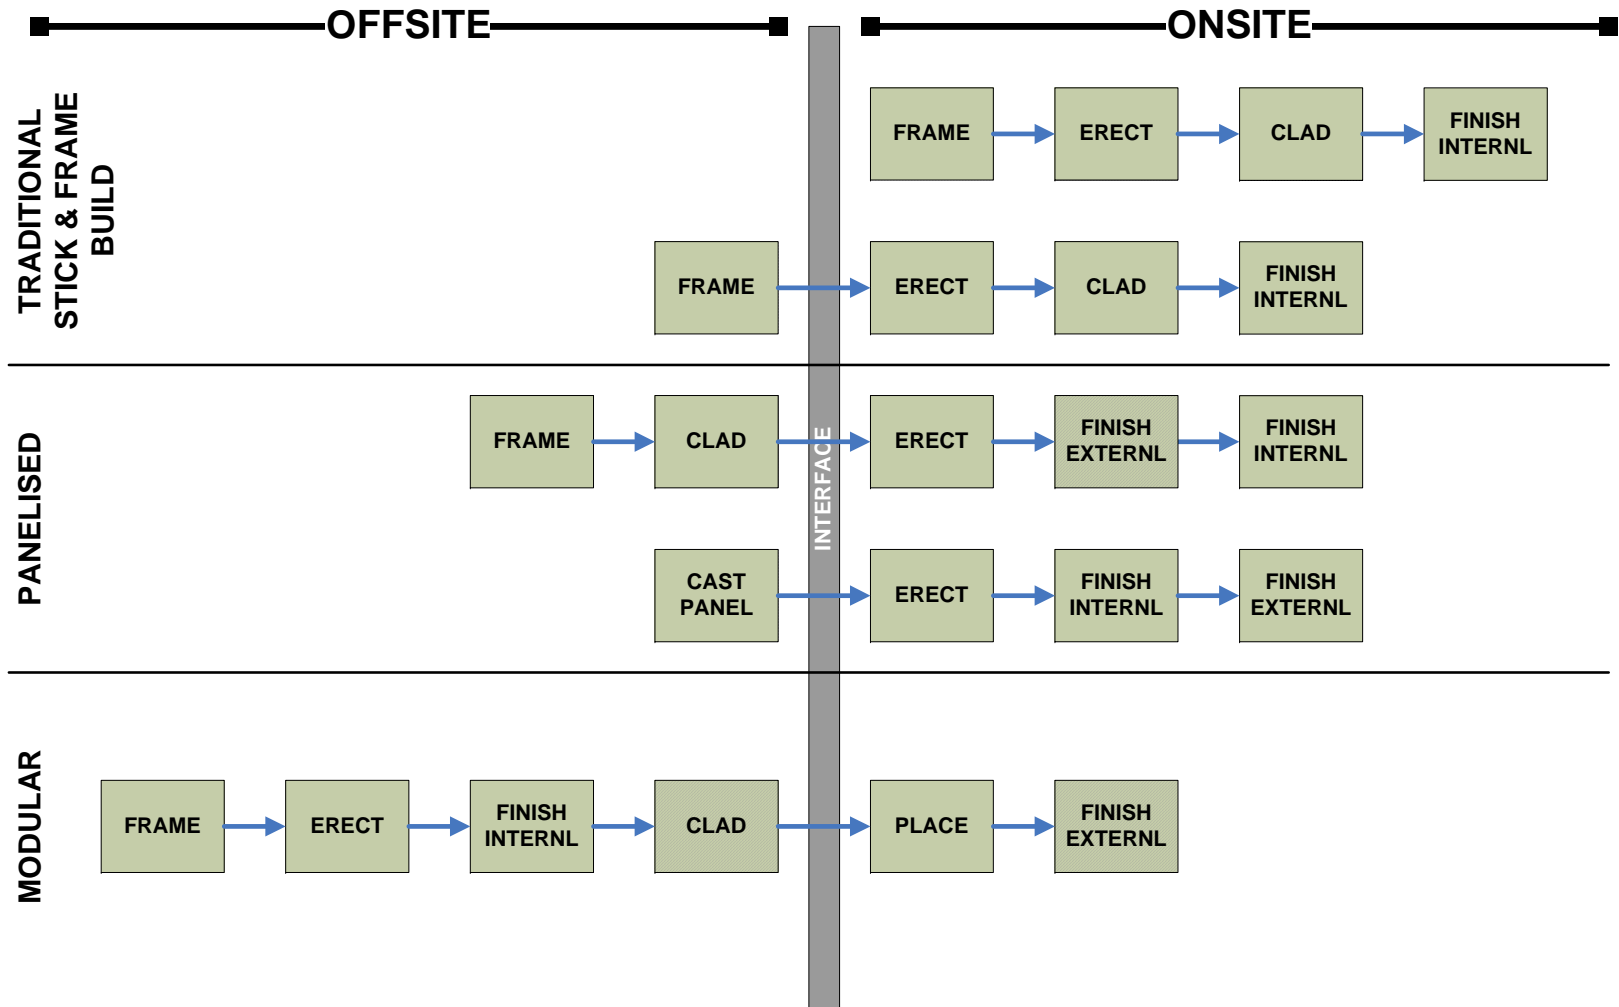 OFFSITE
ONSITE
TRADITIONAL
STICK & FRAME
BUILD
FRAME
ERECT
CLAD
FINISH
INTERNL
FRAME
ERECT
CLAD
FINISH
INTERNL
INTERFACE
PANELISED
FRAME
CLAD
ERECT
FINISH
EXTERNL
FINISH
INTERNL
CAST
PANEL
ERECT
FINISH
INTERNL
FINISH
EXTERNL
MODULAR
FRAME
ERECT
FINISH
INTERNL
CLAD
PLACE
FINISH
EXTERNL